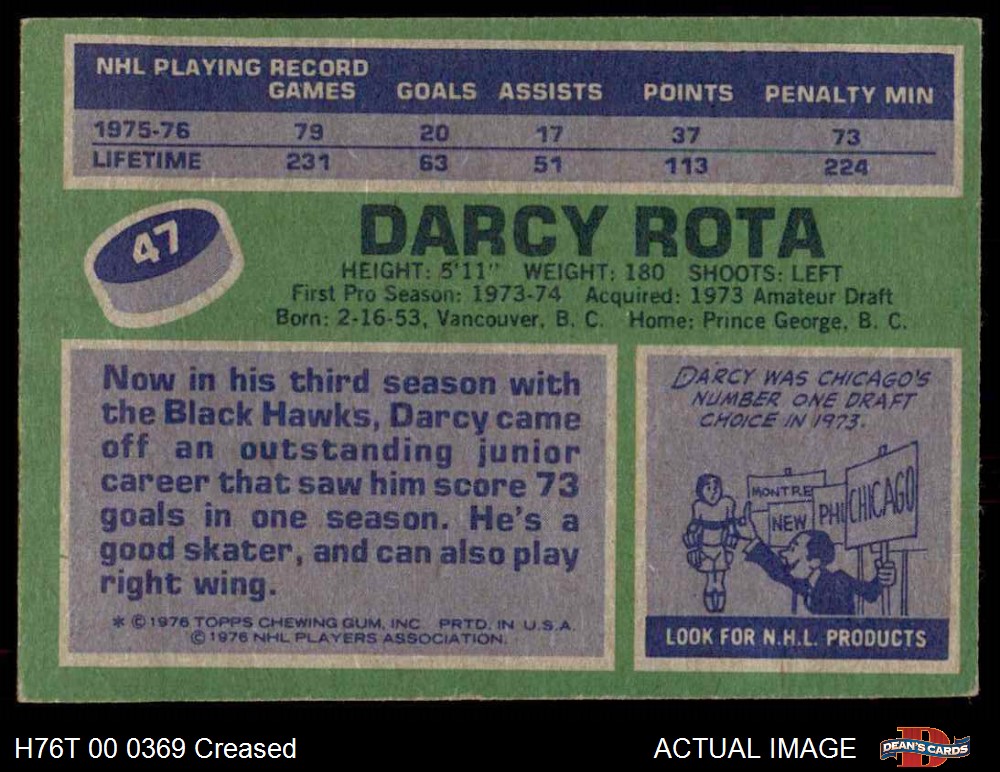 NHL PLAYING RECORD
GAMES GOALS ASSISTS POINTS PENALTY MIN
1975-76 79 20 17 37 73
LIFETIME 231 63 51 113 224
47
DARCY ROTA
HEIGHT: 5'11" WEIGHT: 180 SHOOTS: LEFT
First Pro Season: 1973-74 Acquired: 1973 Amateur Draft
Born: 2-16-53, Vancouver, B. C. Home: Prince George, B. C.
Now in his third season with
the Black Hawks, Darcy came
off an outstanding junior
career that saw him score 73
goals in one season. He's a
good skater, and can also play
right wing.
* © 1976 TOPPS CHEWING GUM, INC PRTD. IN U.S.A.
© 1976 NHL PLAYERS ASSOCIATION.
DARCY WAS CHICAGO'S
NUMBER ONE DRAFT
CHOICE IN 1973.
MONTRE
NEW
PHI
CHICAGO
LOOK FOR N.H.L. PRODUCTS
H76T 00 0369 Creased
ACTUAL IMAGE
D
DEAN'S CARDS